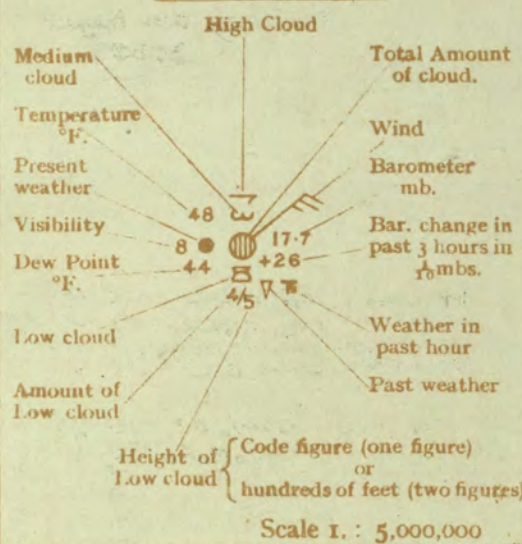 High Cloud
Medium cloud
Total Amount of cloud.
Temperature °F.
Wind
Present weather
Barometer mb.
48
Visibility
8
17.7
Bar. change in past 3 hours in 1/10 mbs.
+26
Dew Point °F.
44
4/5
Low cloud
Weather in past hour
Amount of Low cloud
Past weather
Height of Low cloud { Code figure (one figure)
or
hundreds of feet (two figures)
Scale 1. : 5,000,000